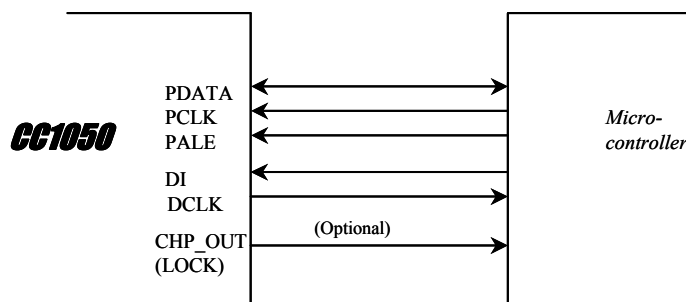 PDATA
PCLK
PALE
CC1050
Micro-
controller
DI
DCLK
(Optional)
CHP_OUT
(LOCK)